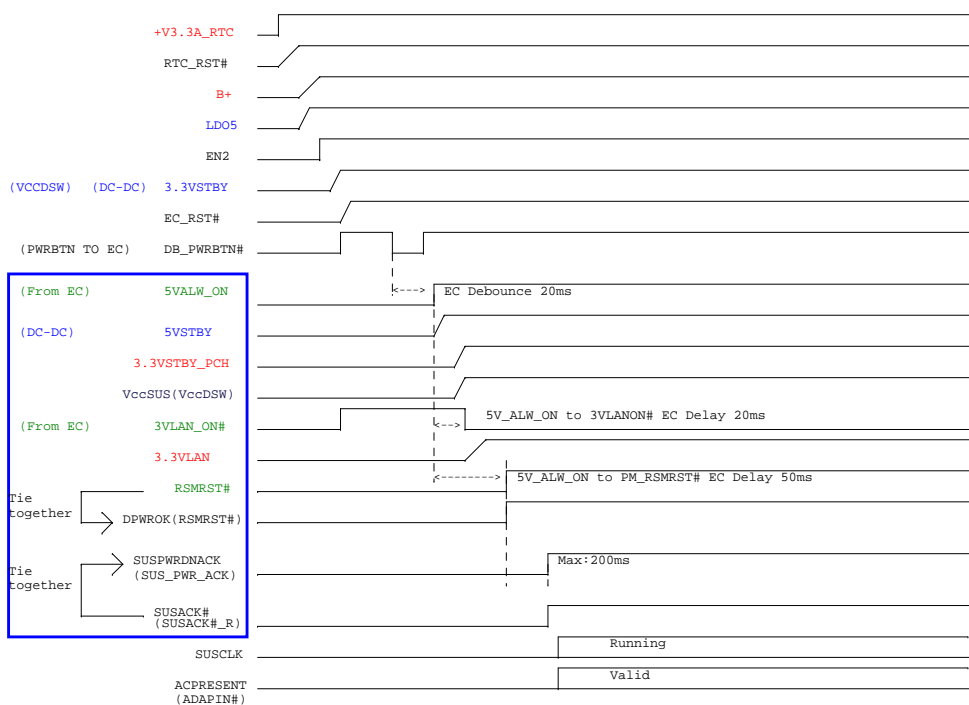 +V3.3A_RTC
RTC_RST#
B+
LDO5
EN2
(VCCDSW) (DC-DC) 3.3VSTBY
EC_RST#
(PWRBTN TO EC) DB_PWRBTN#
(From EC) 5VALW_ON EC Debounce 20ms
(DC-DC) 5VSTBY
3.3VSTBY_PCH
VccSUS(VccDSW)
(From EC) 3VLAN_ON# 5V_ALW_ON to 3VLANON# EC Delay 20ms
3.3VLAN
RSMRST# 5V_ALW_ON to PM_RSMRST# EC Delay 50ms
Tie
together
DPWROK(RSMRST#)
SUSPWRDNACK Max:200ms
(SUS_PWR_ACK)
Tie
together
SUSACK#
(SUSACK#_R)
SUSCLK Running
ACPRESENT Valid
(ADAPIN#)